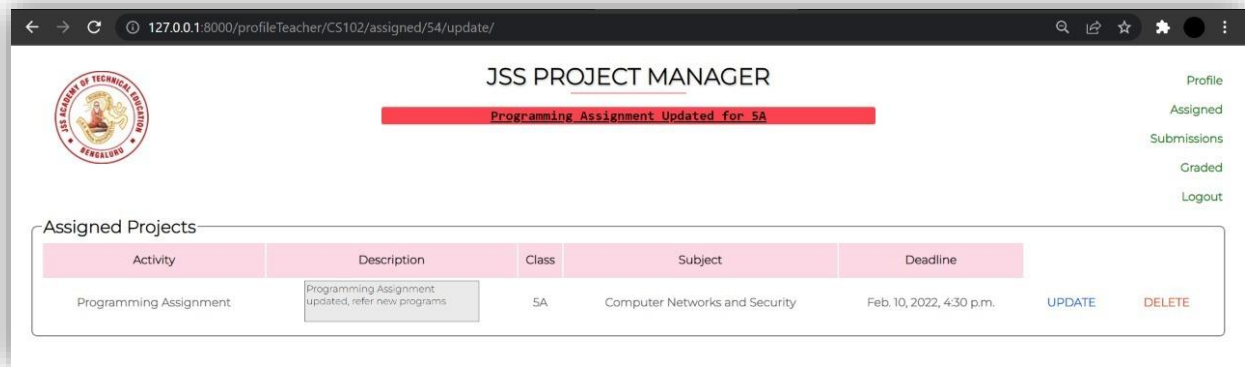 127.0.0.1:8000/profileTeacher/CS102/assigned/54/update/
JSS ACADEMY OF TECHNICAL EDUCATION
BENGALURU
JSS PROJECT MANAGER
Programming Assignment Updated for 5A
Profile
Assigned
Submissions
Graded
Logout
Assigned Projects
Activity Description Class Subject Deadline
Programming Assignment Programming Assignment updated, refer new programs 5A Computer Networks and Security Feb. 10, 2022, 4:30 p.m. UPDATE DELETE